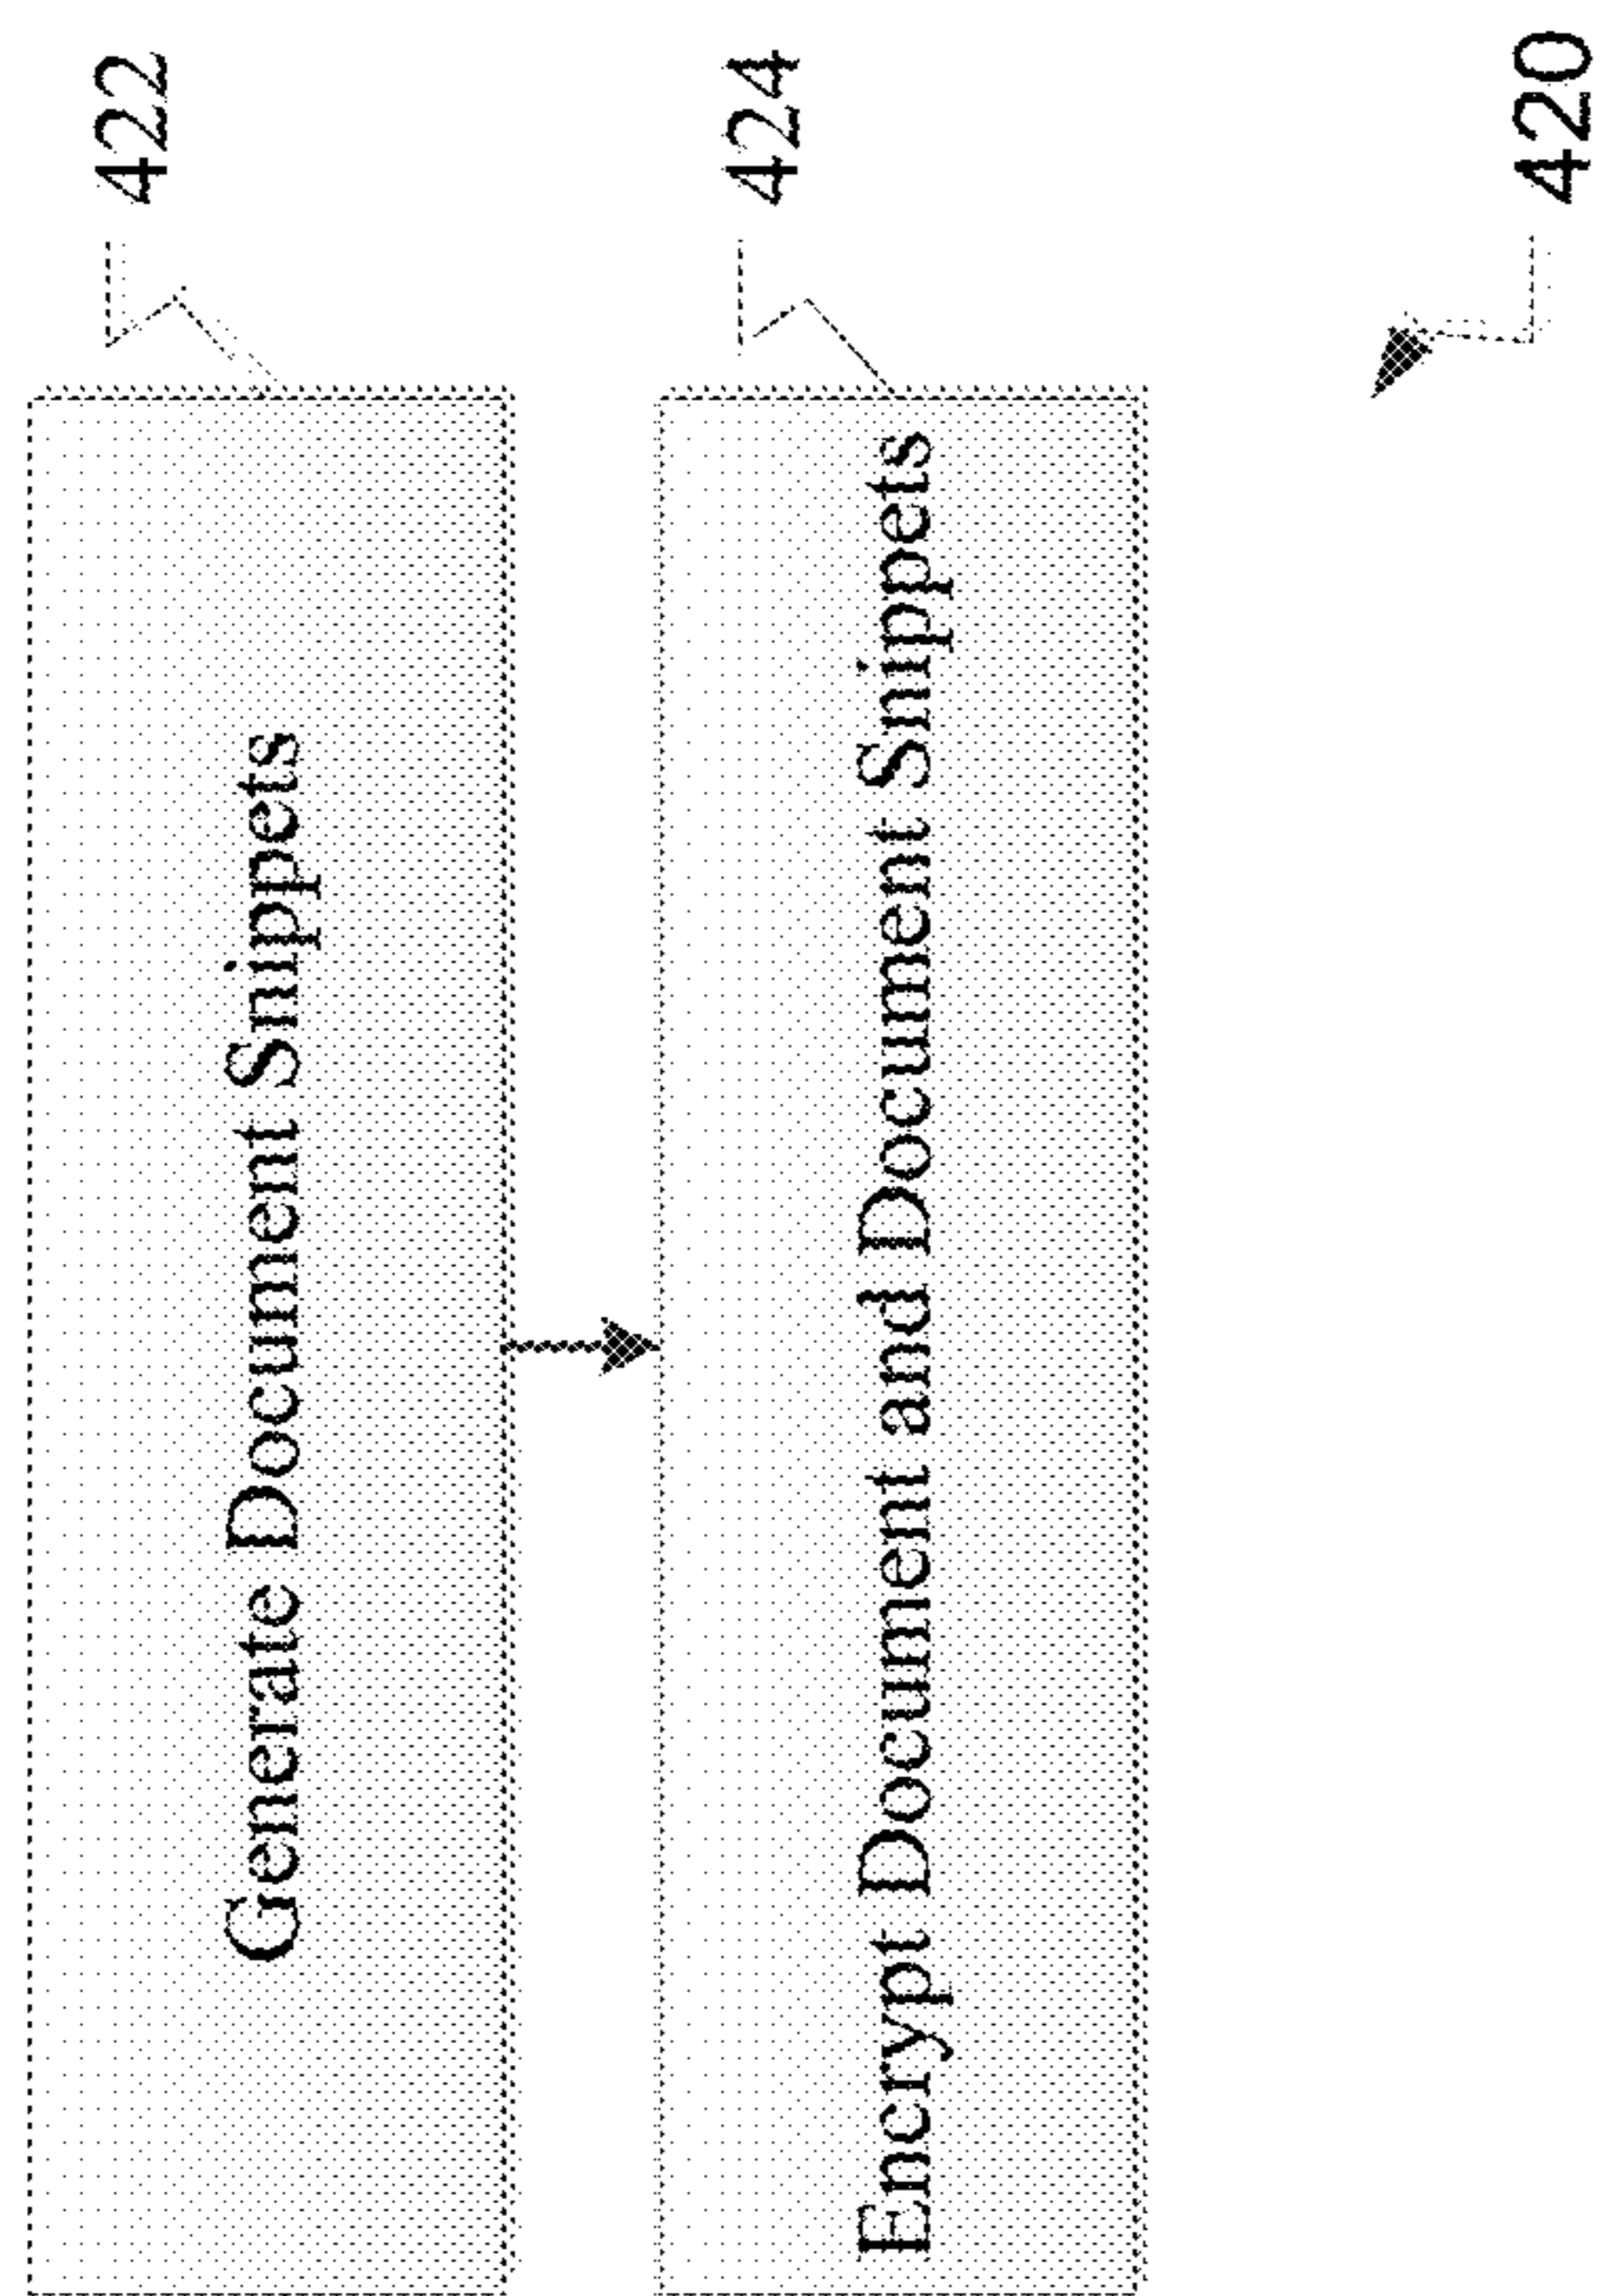 Generate Document Snippets
422
Encrypt Document and Document Snippets
424
420